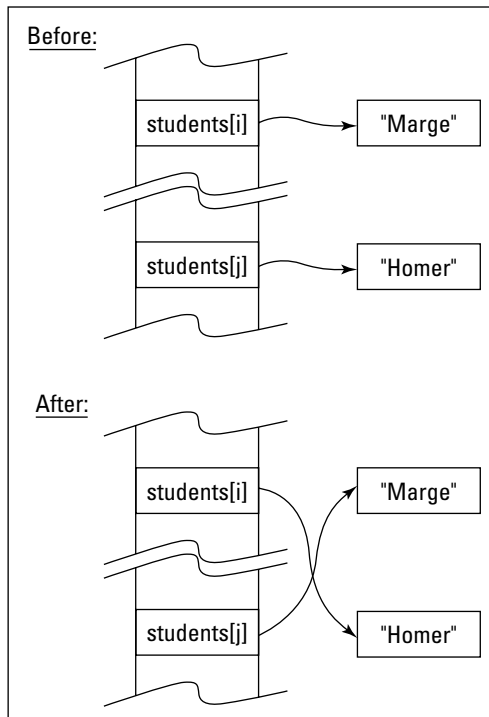 Before:
students[i]
"Marge"
students[j]
"Homer"
After:
students[i]
"Marge"
students[j]
"Homer"